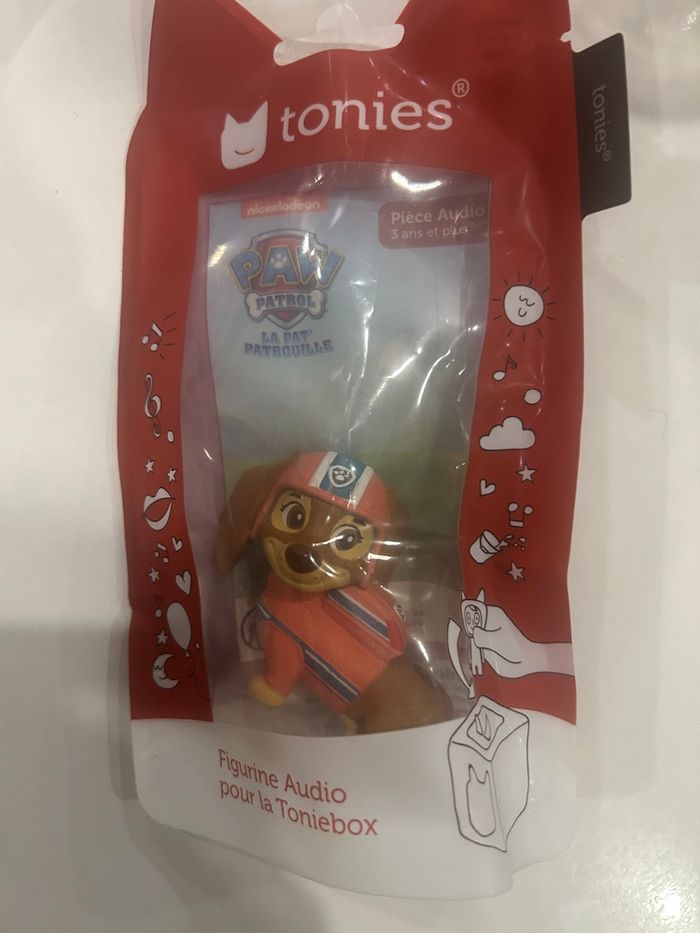 tonies®
tonies®
nickelodeon
Pièce Audio
3 ans et plus
PAW
PATROL
LA PAT'
PATROUILLE
Figurine Audio
pour la Toniebox